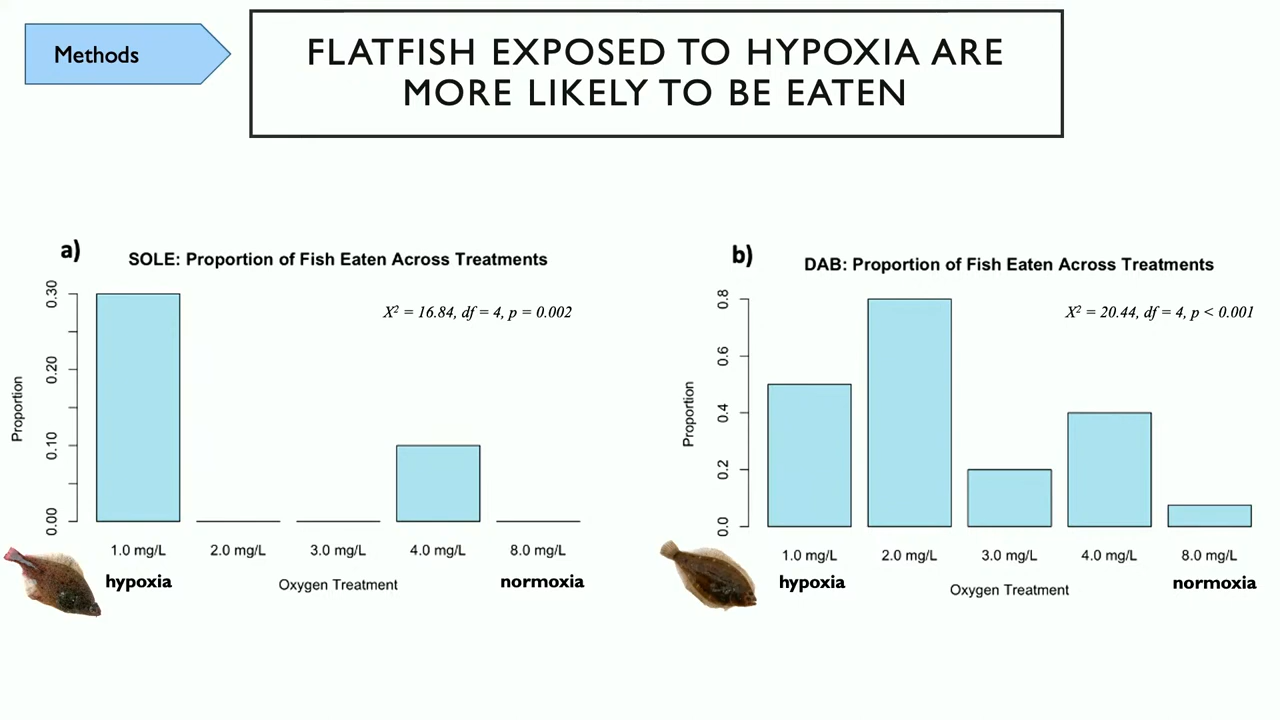 Methods
FLATFISH EXPOSED TO HYPOXIA ARE
MORE LIKELY TO BE EATEN
a)
SOLE: Proportion of Fish Eaten Across Treatments
X² = 16.84, df = 4, p = 0.002
Proportion
0.30
0.20
0.10
0.00
1.0 mg/L
2.0 mg/L
3.0 mg/L
4.0 mg/L
8.0 mg/L
hypoxia
Oxygen Treatment
normoxia
b)
DAB: Proportion of Fish Eaten Across Treatments
X² = 20.44, df = 4, p < 0.001
Proportion
0.8
0.6
0.4
0.2
0.0
1.0 mg/L
2.0 mg/L
3.0 mg/L
4.0 mg/L
8.0 mg/L
hypoxia
Oxygen Treatment
normoxia